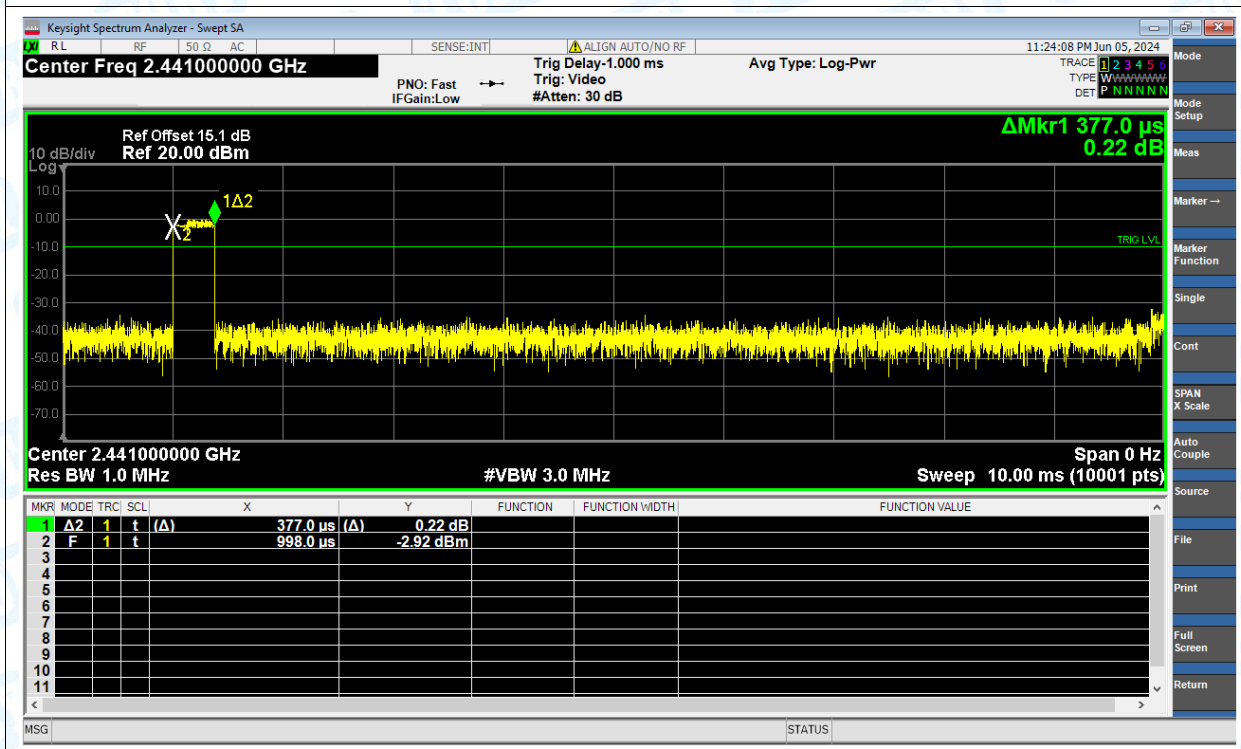 Keysight Spectrum Analyzer - Swept SA
LXI RL RF 50 Ω AC SENSE:INT ALIGN AUTO/NO RF 11:24:08 PM Jun 05, 2024
Center Freq 2.441000000 GHz
PNO: Fast
IFGain:Low
Trig Delay-1.000 ms
Trig: Video
#Atten: 30 dB
Avg Type: Log-Pwr
TRACE 1 2 3 4 5 6
TYPE WWWWWW
DET P N N N N N
ΔMkr1 377.0 µs
0.22 dB
Ref Offset 15.1 dB
10 dB/div Ref 20.00 dBm
Log
10.0
0.00
-10.0
-20.0
-30.0
-40.0
-50.0
-60.0
-70.0
1Δ2
X2
TRIG LVL
Center 2.441000000 GHz Span 0 Hz
Res BW 1.0 MHz #VBW 3.0 MHz Sweep 10.00 ms (10001 pts)
MKR MODE TRC SCL X Y FUNCTION FUNCTION WIDTH FUNCTION VALUE
1 Δ2 1 t (Δ) 377.0 µs (Δ) 0.22 dB
2 F 1 t 998.0 µs -2.92 dBm
3
4
5
6
7
8
9
10
11
MSG STATUS
Mode
Mode
Setup
Meas
Marker →
Marker
Function
Single
Cont
SPAN
X Scale
Auto
Couple
Source
File
Print
Full
Screen
Return